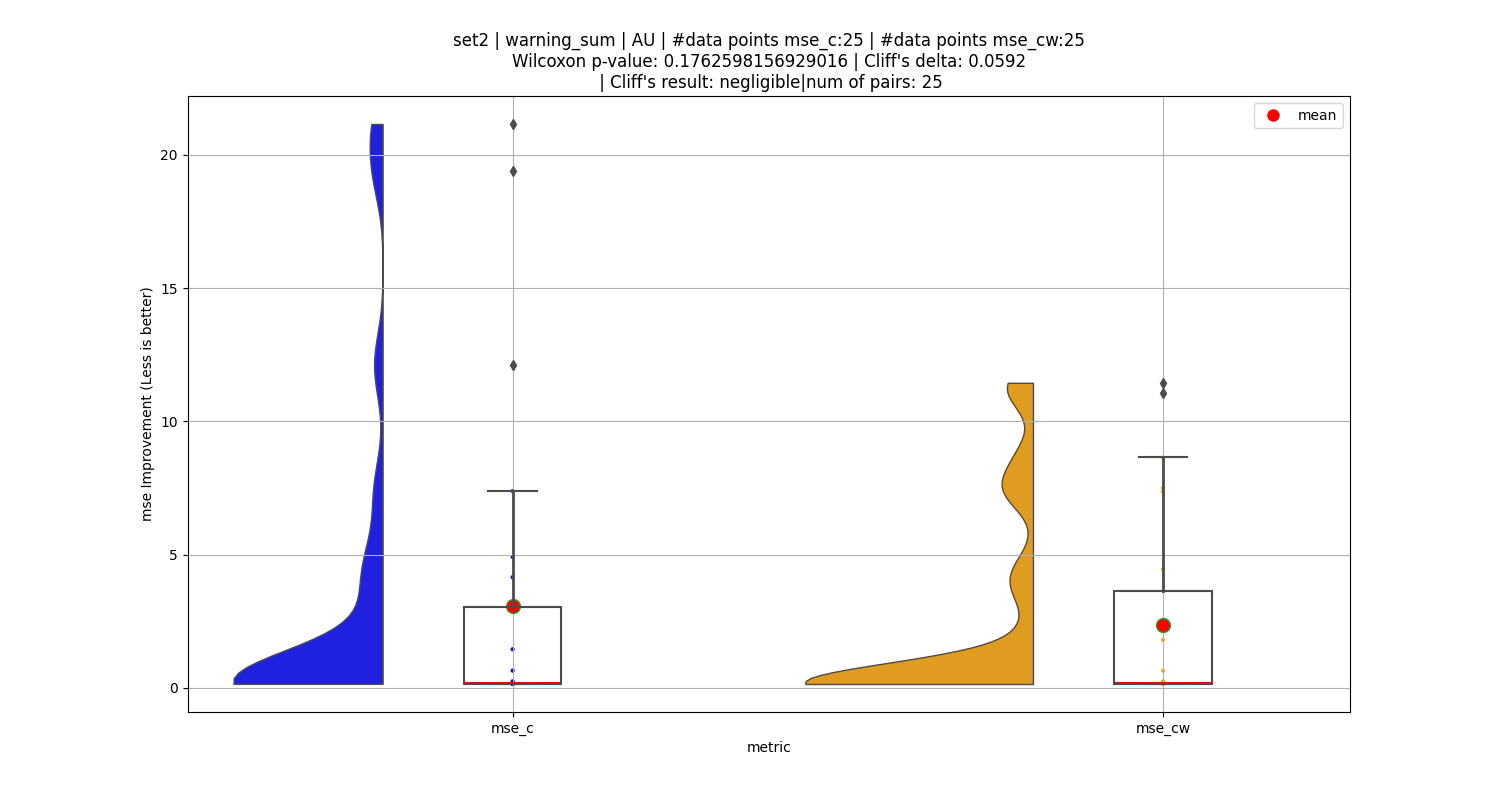 set2 | warning_sum | AU | #data points mse_c:25 | #data points mse_cw:25
Wilcoxon p-value: 0.1762598156929016 | Cliff's delta: 0.0592
| Cliff's result: negligible|num of pairs: 25
mean
20
15
10
5
0
mse Improvement (Less is better)
mse_c
mse_cw
metric